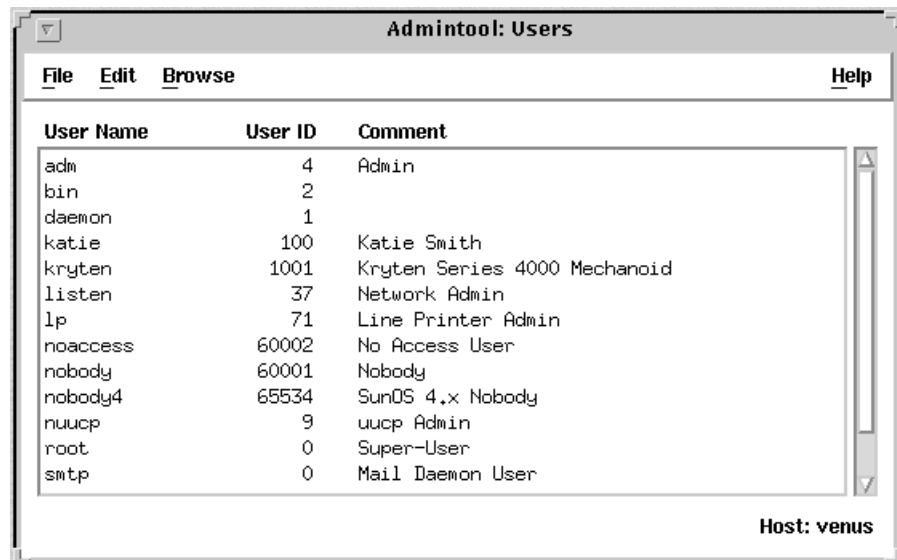 Admintool: Users
File Edit Browse Help
User Name User ID Comment
adm 4 Admin
bin 2
daemon 1
katie 100 Katie Smith
kryten 1001 Kryten Series 4000 Mechanoid
listen 37 Network Admin
lp 71 Line Printer Admin
noaccess 60002 No Access User
nobody 60001 Nobody
nobody4 65534 SunOS 4.x Nobody
nuucp 9 uucp Admin
root 0 Super-User
smtp 0 Mail Daemon User
Host: venus